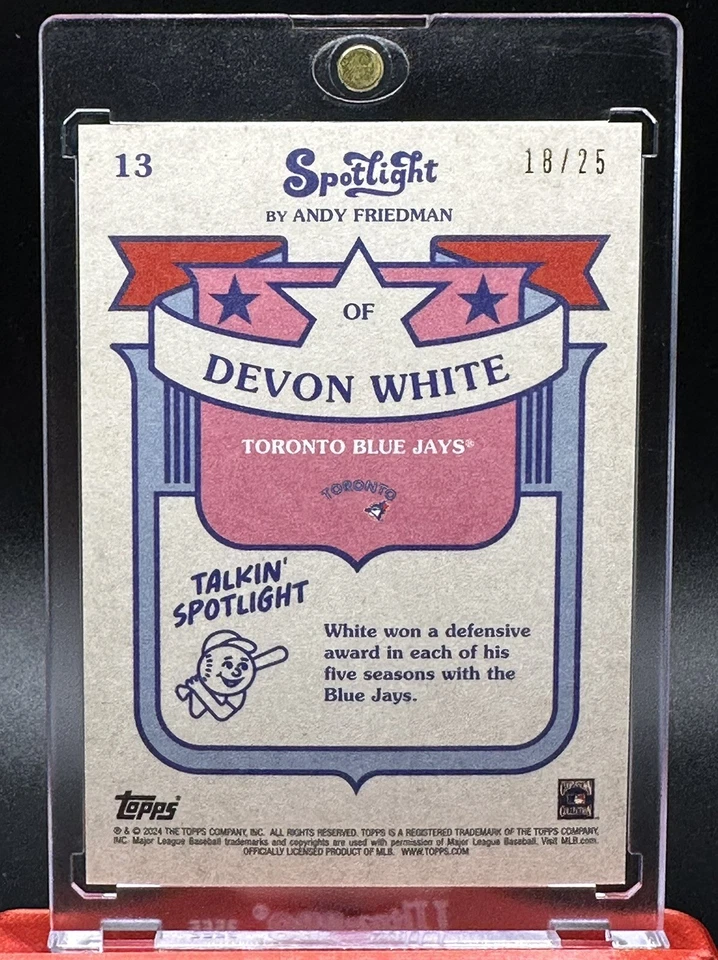 13
Spotlight
18/25
BY ANDY FRIEDMAN
OF
DEVON WHITE
TORONTO BLUE JAYS®
TORONTO
TALKIN'
SPOTLIGHT
White won a defensive
award in each of his
five seasons with the
Blue Jays.
topps®
® & © 2024 THE TOPPS COMPANY, INC. ALL RIGHTS RESERVED. TOPPS IS A REGISTERED TRADEMARK OF THE TOPPS COMPANY,
INC. Major League Baseball trademarks and copyrights are used with permission of Major League Baseball. Visit MLB.com.
OFFICIALLY LICENSED PRODUCT OF MLB. WWW.TOPPS.COM